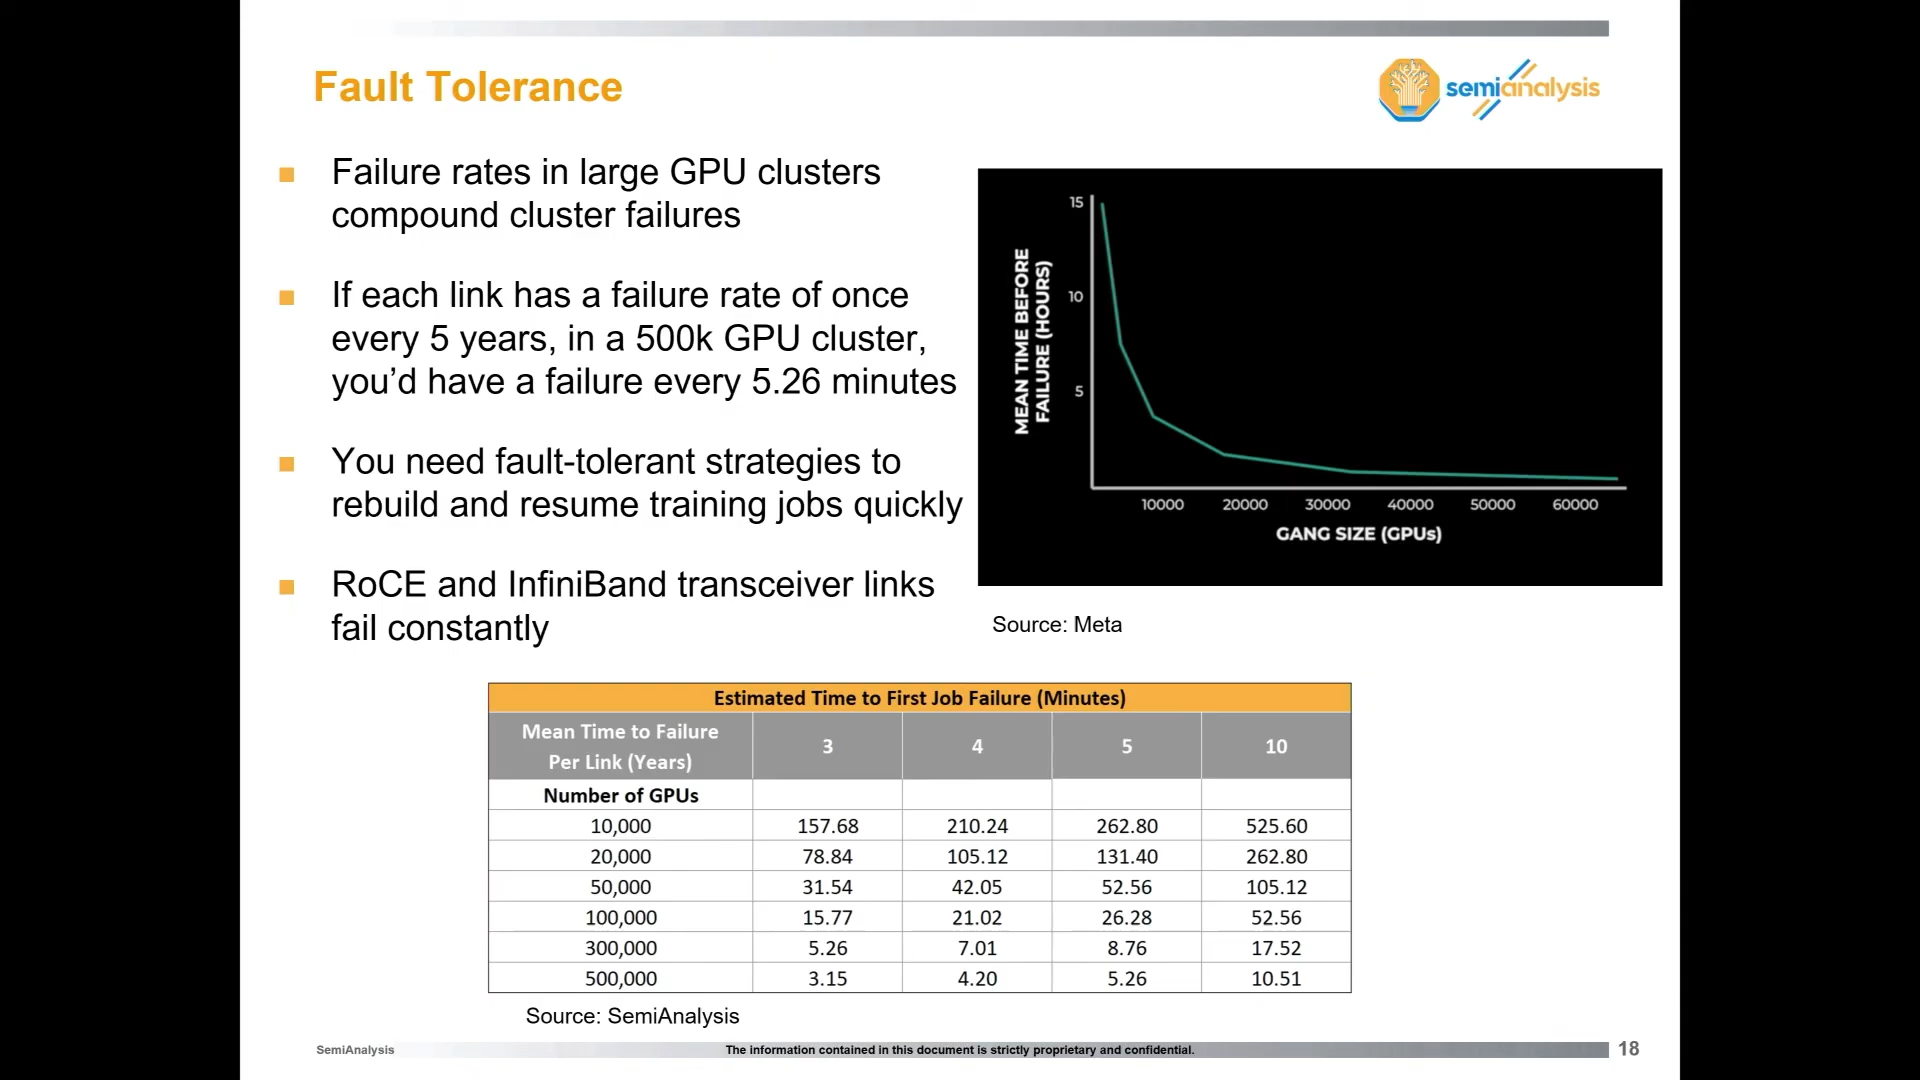 Fault Tolerance
semianalysis
Failure rates in large GPU clusters
compound cluster failures
If each link has a failure rate of once
every 5 years, in a 500k GPU cluster,
you’d have a failure every 5.26 minutes
You need fault-tolerant strategies to
rebuild and resume training jobs quickly
RoCE and InfiniBand transceiver links
fail constantly
MEAN TIME BEFORE
FAILURE (HOURS)
15
10
5
10000 20000 30000 40000 50000 60000
GANG SIZE (GPUs)
Source: Meta
Estimated Time to First Job Failure (Minutes)
Mean Time to Failure
Per Link (Years) 3 4 5 10
Number of GPUs
10,000 157.68 210.24 262.80 525.60
20,000 78.84 105.12 131.40 262.80
50,000 31.54 42.05 52.56 105.12
100,000 15.77 21.02 26.28 52.56
300,000 5.26 7.01 8.76 17.52
500,000 3.15 4.20 5.26 10.51
Source: SemiAnalysis
SemiAnalysis The information contained in this document is strictly proprietary and confidential. 18